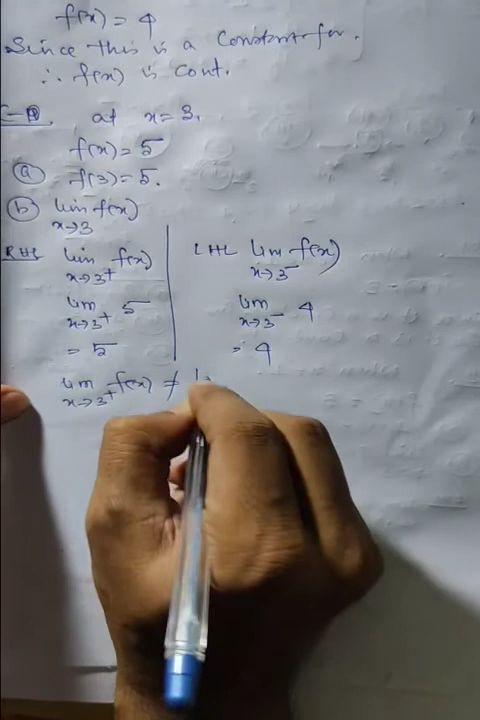 f(x) = 4
Since this is a Constant fn.
∴ f(x) is Cont.
at x = 3.
f(x) = 5
(a) f(3) = 5.
(b) lim f(x)
x→3
RHL lim f(x)
x→3⁺
lim 5
x→3⁺
= 5
LHL lim f(x)
x→3⁻
lim 4
x→3⁻
= 4
lim f(x) ≠
x→3⁺